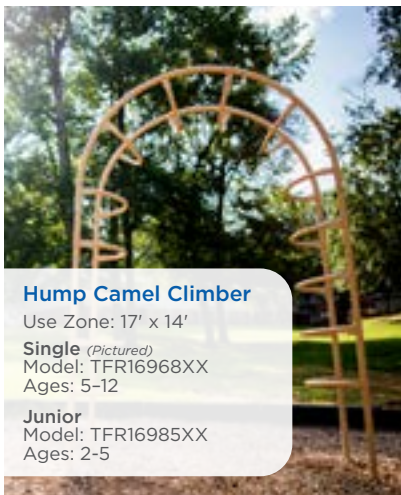 Hump Camel Climber
Use Zone: 17' x 14'
Single (Pictured)
Model: TFR16968XX
Ages: 5–12
Junior
Model: TFR16985XX
Ages: 2-5